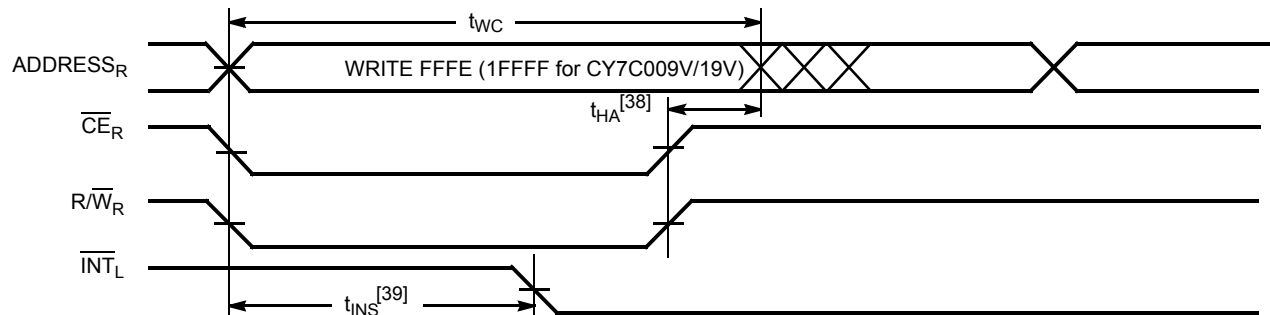 tWC
ADDRESSR
WRITE FFFE (1FFFF for CY7C009V/19V)
tHA[38]
CER
R/WR
INTL
tINS[39]